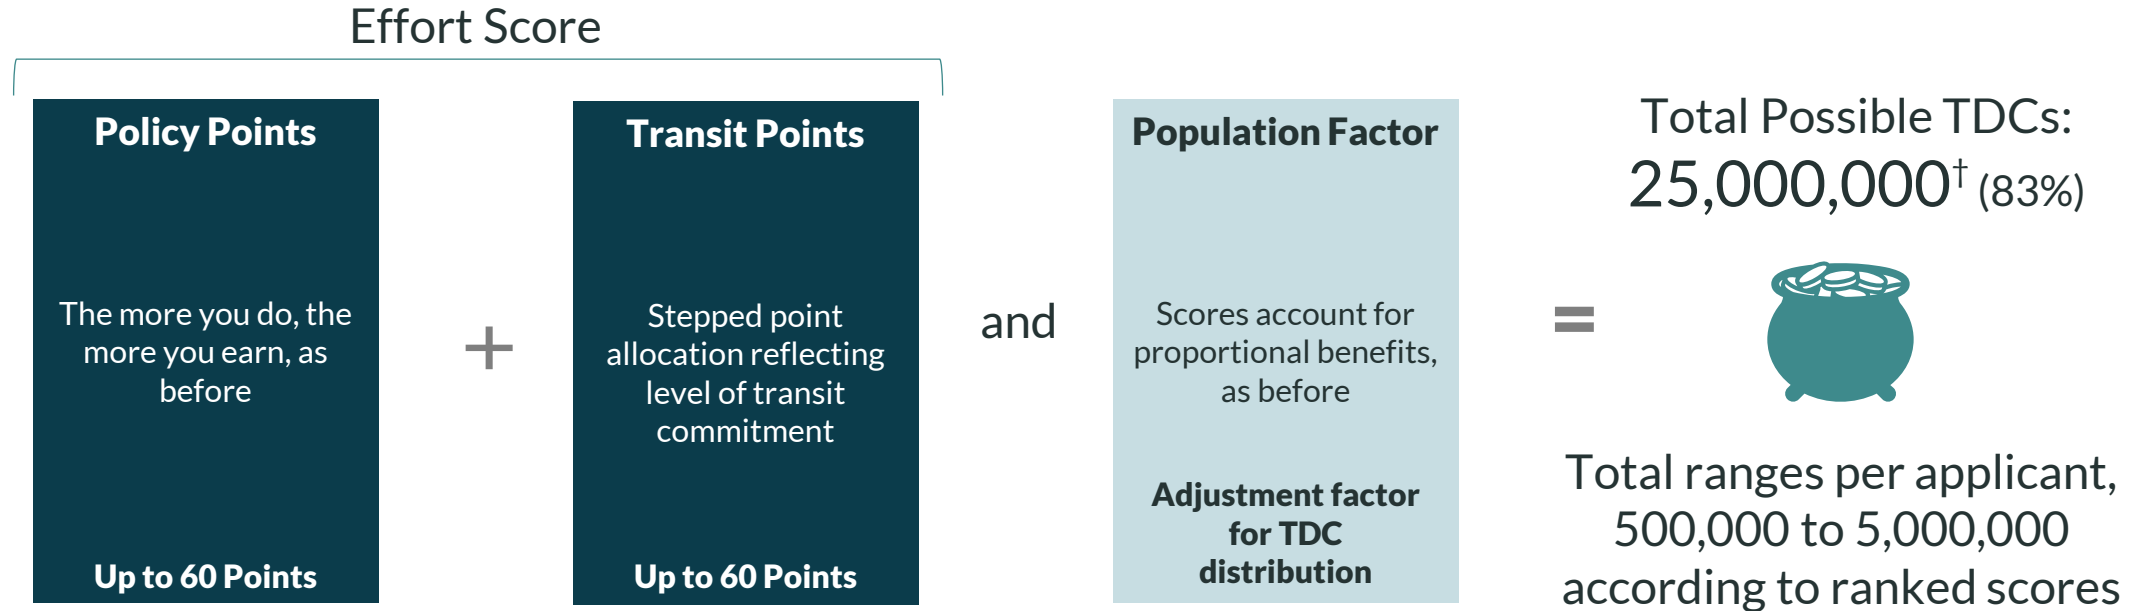 Effort Score
Policy Points
The more you do, the
more you earn, as
before
Up to 60 Points
+
Transit Points
Stepped point
allocation reflecting
level of transit
commitment
Up to 60 Points
and
Population Factor
Scores account for
proportional benefits,
as before
Adjustment factor
for TDC
distribution
=
Total Possible TDCs:
25,000,000† (83%)
Total ranges per applicant,
500,000 to 5,000,000
according to ranked scores